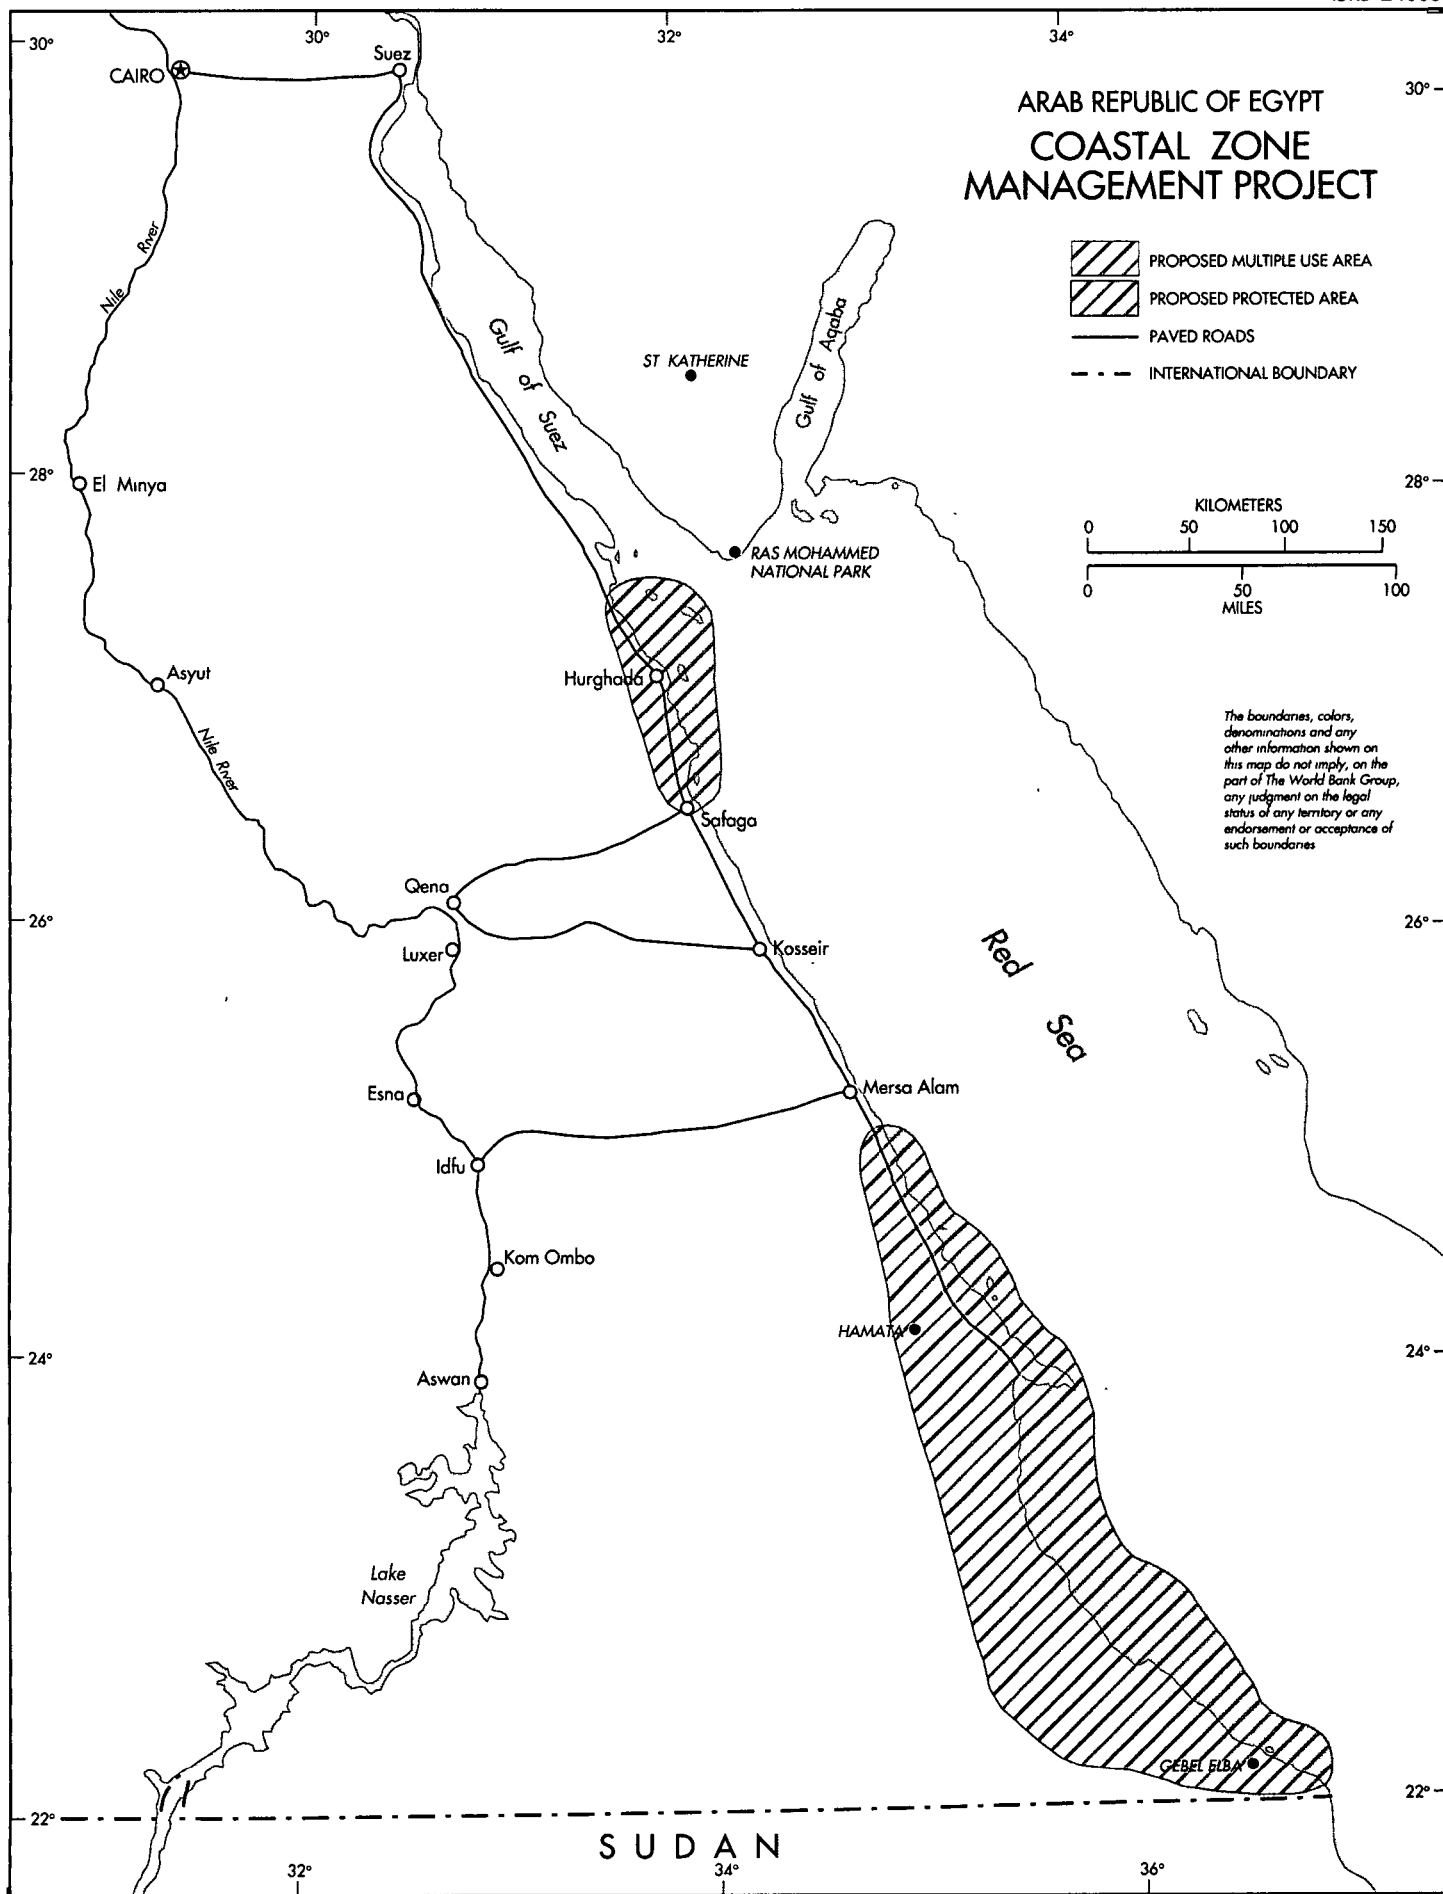 30°
32°
34°
30°
30°
ARAB REPUBLIC OF EGYPT
COASTAL ZONE
MANAGEMENT PROJECT
PROPOSED MULTIPLE USE AREA
PROPOSED PROTECTED AREA
PAVED ROADS
INTERNATIONAL BOUNDARY
CAIRO
Suez
Nile River
Gulf of Suez
Gulf of Aqaba
ST KATHERINE
28°
28°
El Minya
KILOMETERS
0 50 100 150
0 50 100
MILES
RAS MOHAMMED
NATIONAL PARK
Asyut
Hurghada
Nile River
The boundaries, colors,
denominations and any
other information shown on
this map do not imply, on the
part of The World Bank Group,
any judgment on the legal
status of any territory or any
endorsement or acceptance of
such boundaries
Safaga
Qena
26°
26°
Luxer
Kosseir
Red Sea
Esna
Mersa Alam
Idfu
Kom Ombo
HAMATA
24°
24°
Aswan
Lake
Nasser
GEBEL ELBA
22°
22°
SUDAN
32°
34°
36°